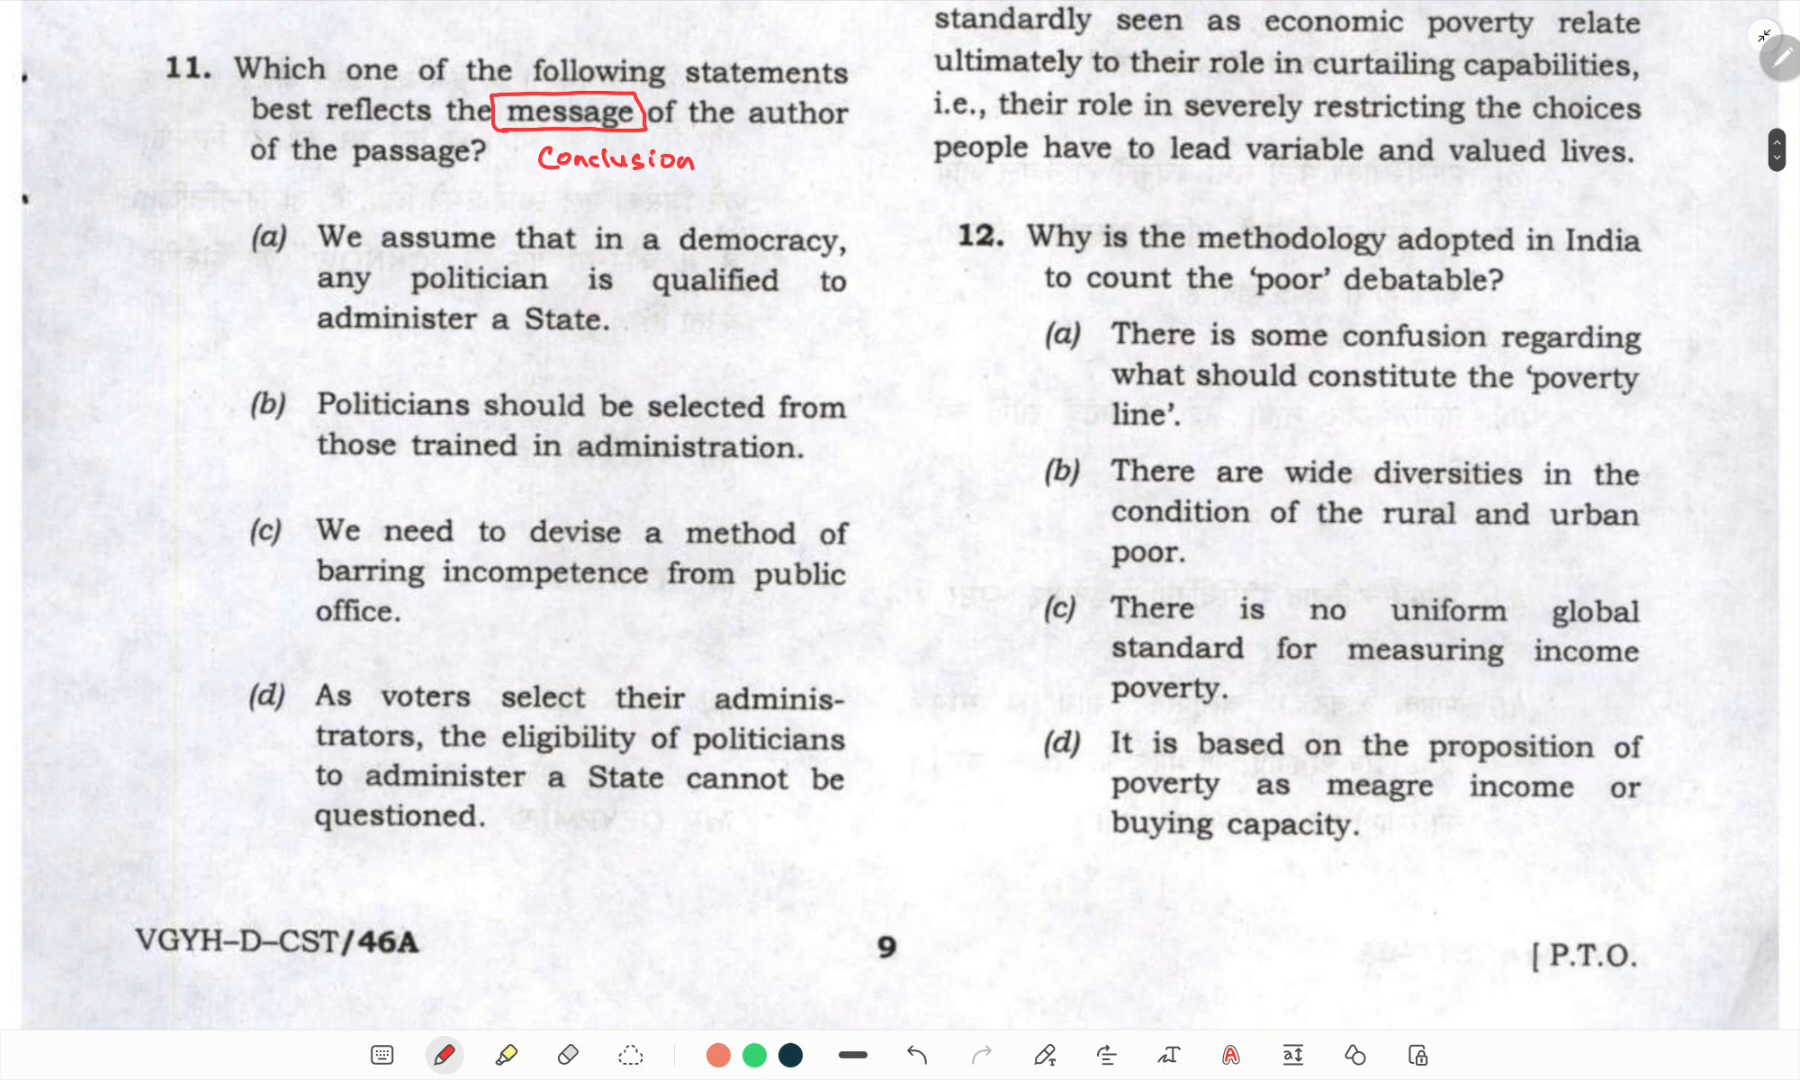 11. Which one of the following statements
best reflects the message of the author
of the passage?
Conclusion
(a) We assume that in a democracy,
any politician is qualified to
administer a State.
(b) Politicians should be selected from
those trained in administration.
(c) We need to devise a method of
barring incompetence from public
office.
(d) As voters select their adminis-
trators, the eligibility of politicians
to administer a State cannot be
questioned.
standardly seen as economic poverty relate
ultimately to their role in curtailing capabilities,
i.e., their role in severely restricting the choices
people have to lead variable and valued lives.
12. Why is the methodology adopted in India
to count the ‘poor’ debatable?
(a) There is some confusion regarding
what should constitute the ‘poverty
line’.
(b) There are wide diversities in the
condition of the rural and urban
poor.
(c) There is no uniform global
standard for measuring income
poverty.
(d) It is based on the proposition of
poverty as meagre income or
buying capacity.
VGYH–D–CST/46A
9
[ P.T.O.